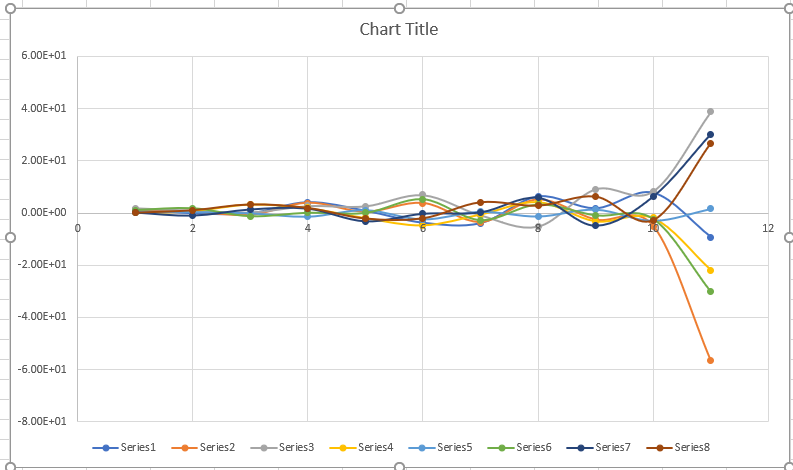 Chart Title
6.00E+01
4.00E+01
2.00E+01
0.00E+00
0 2 4 6 8 10 12
-2.00E+01
-4.00E+01
-6.00E+01
-8.00E+01
Series1 Series2 Series3 Series4 Series5 Series6 Series7 Series8